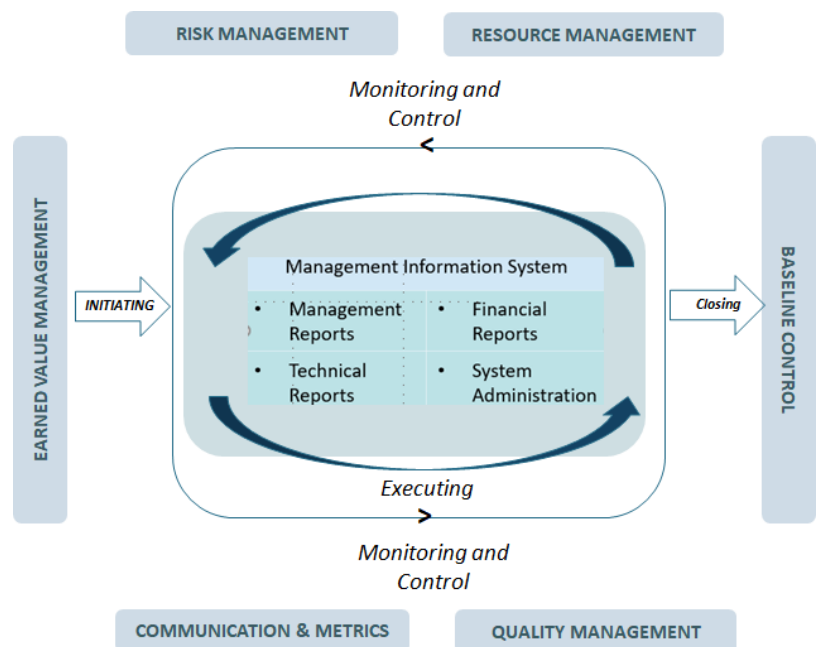 RISK MANAGEMENT
RESOURCE MANAGEMENT
Monitoring and
Control
<
EARNED VALUE MANAGEMENT
INITIATING
Management Information System
• Management
Reports
• Financial
Reports
• Technical
Reports
• System
Administration
Closing
BASELINE CONTROL
Executing
>
Monitoring and
Control
COMMUNICATION & METRICS
QUALITY MANAGEMENT